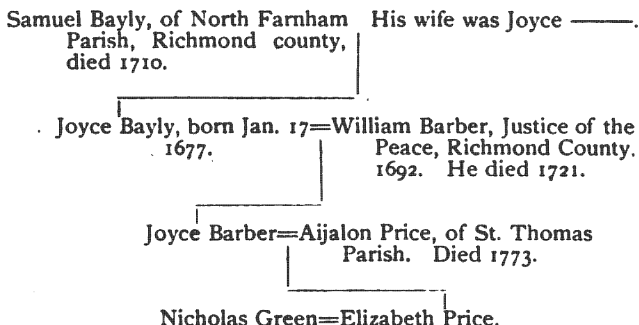 Samuel Bayly, of North Farnham His wife was Joyce ———.
Parish, Richmond county,
died 1710.
Joyce Bayly, born Jan. 17=William Barber, Justice of the
1677. Peace, Richmond County.
1692. He died 1721.
Joyce Barber=Aijalon Price, of St. Thomas
Parish. Died 1773.
Nicholas Green=Elizabeth Price.